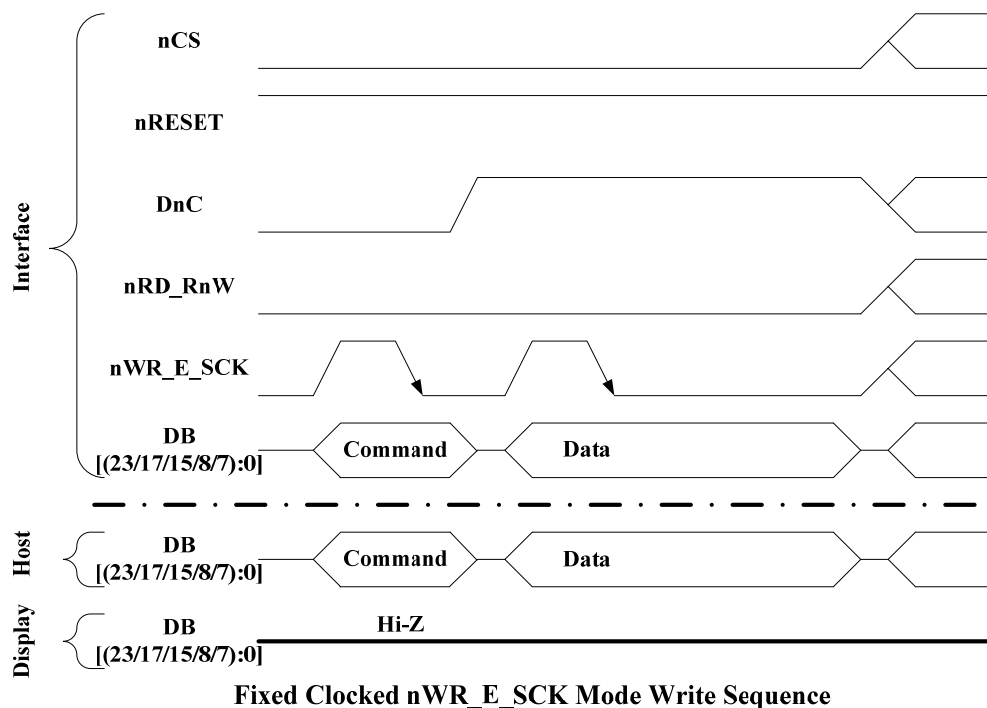 Interface
nCS
nRESET
DnC
nRD_RnW
nWR_E_SCK
DB
[(23/17/15/8/7):0]
Command
Data
Host
DB
[(23/17/15/8/7):0]
Command
Data
Display
DB
[(23/17/15/8/7):0]
Hi-Z
Fixed Clocked nWR_E_SCK Mode Write Sequence